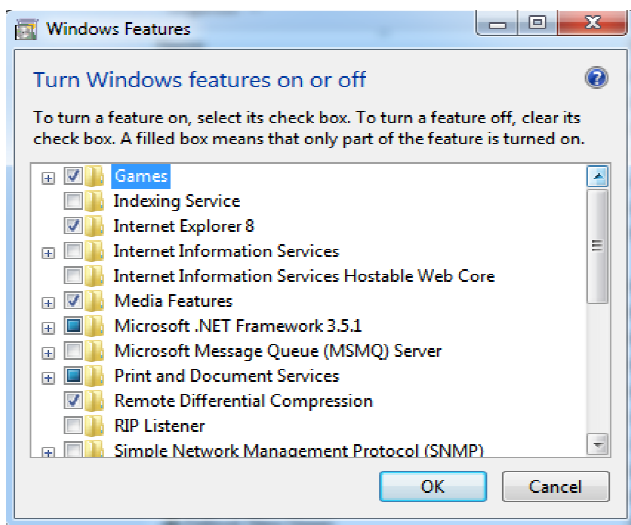 Windows Features
Turn Windows features on or off
To turn a feature on, select its check box. To turn a feature off, clear its
check box. A filled box means that only part of the feature is turned on.
Games
Indexing Service
Internet Explorer 8
Internet Information Services
Internet Information Services Hostable Web Core
Media Features
Microsoft .NET Framework 3.5.1
Microsoft Message Queue (MSMQ) Server
Print and Document Services
Remote Differential Compression
RIP Listener
Simple Network Management Protocol (SNMP)
OK Cancel